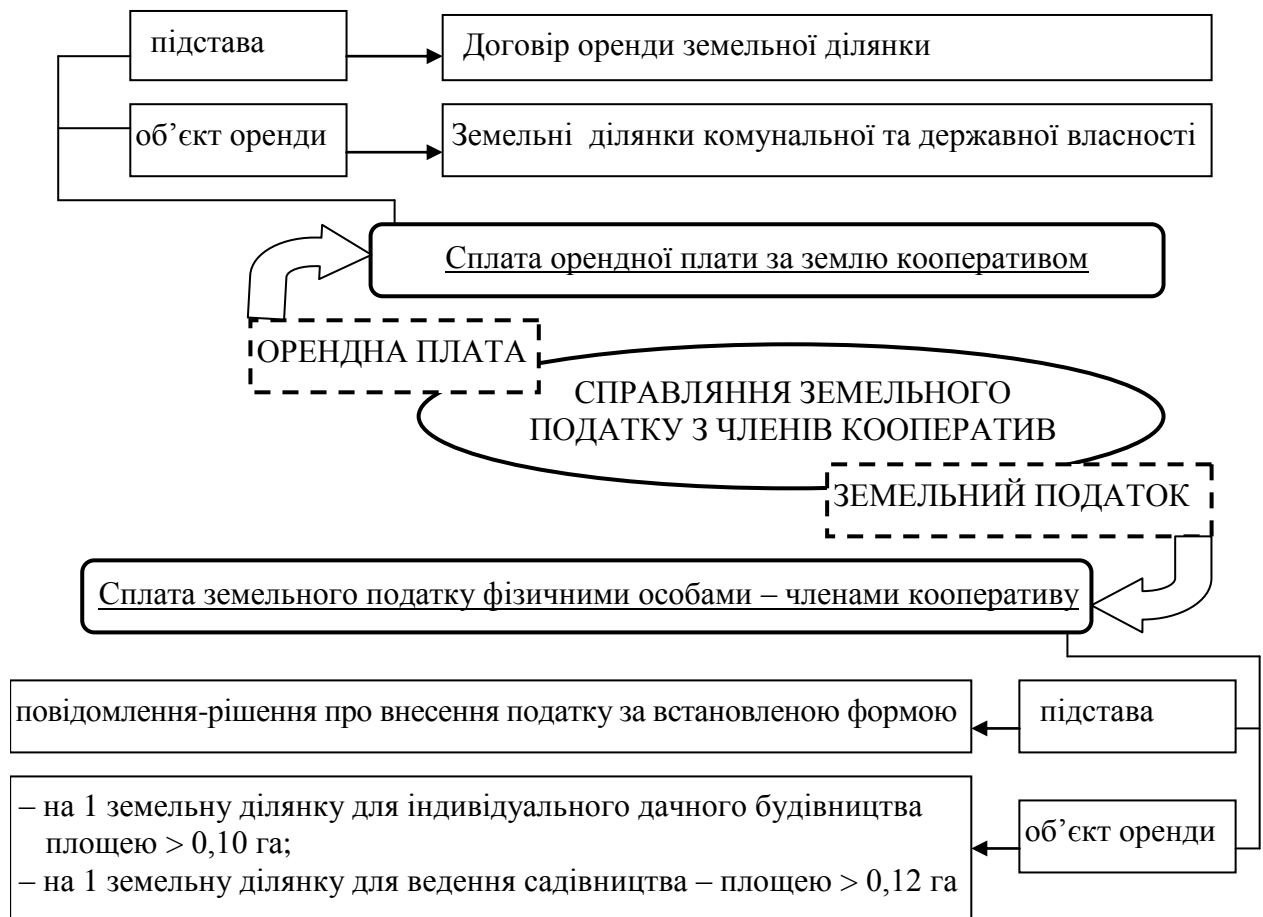 підстава
Договір оренди земельної ділянки
об’єкт оренди
Земельні ділянки комунальної та державної власності
Сплата орендної плати за землю кооперативом
ОРЕНДНА ПЛАТА
СПРАВЛЯННЯ ЗЕМЕЛЬНОГО
ПОДАТКУ З ЧЛЕНІВ КООПЕРАТИВ
ЗЕМЕЛЬНИЙ ПОДАТОК
Сплата земельного податку фізичними особами – членами кооперативу
повідомлення-рішення про внесення податку за встановленою формою
підстава
– на 1 земельну ділянку для індивідуального дачного будівництва
площею > 0,10 га;
– на 1 земельну ділянку для ведення садівництва – площею > 0,12 га
об’єкт оренди